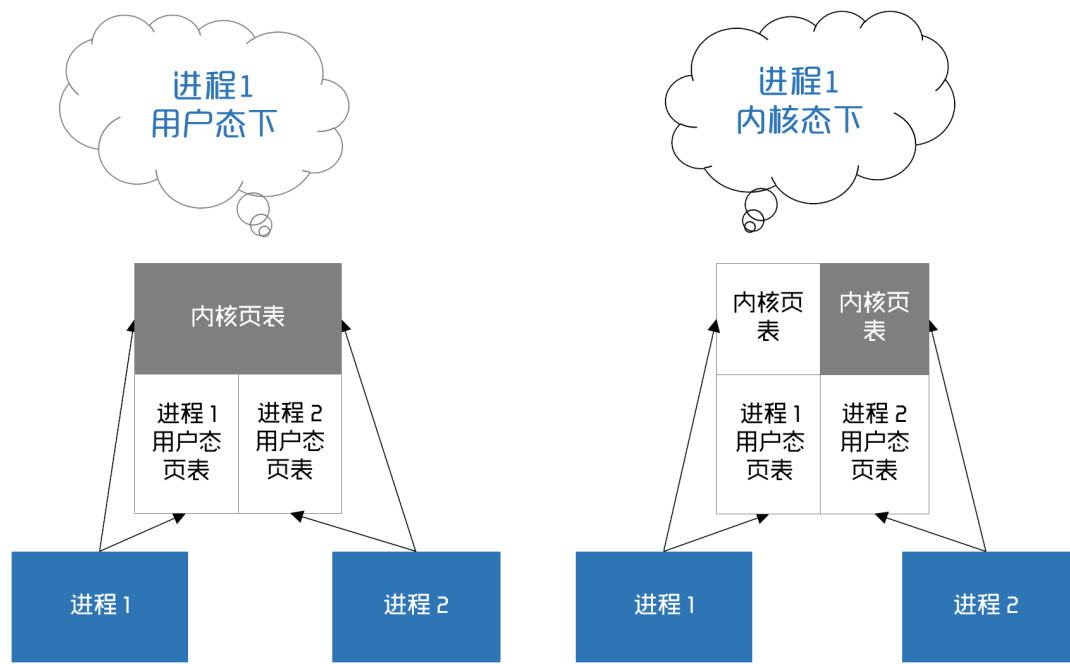 进程1
用户态下
进程1
内核态下
内核页表
进程 1
用户态
页表
进程 2
用户态
页表
进程 1
进程 2
内核页
表
内核页
表
进程 1
用户态
页表
进程 2
用户态
页表
进程 1
进程 2